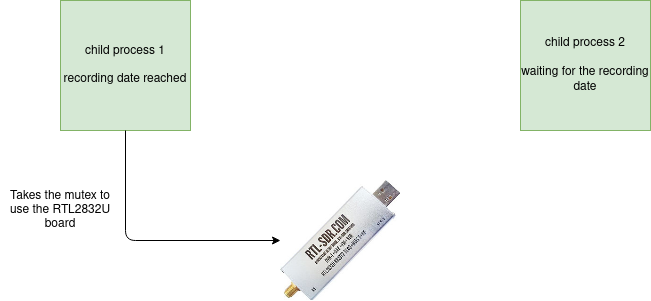 child process 1
recording date reached
child process 2
waiting for the recording
date
Takes the mutex to
use the RTL2832U
board
RTL-SDR.COM